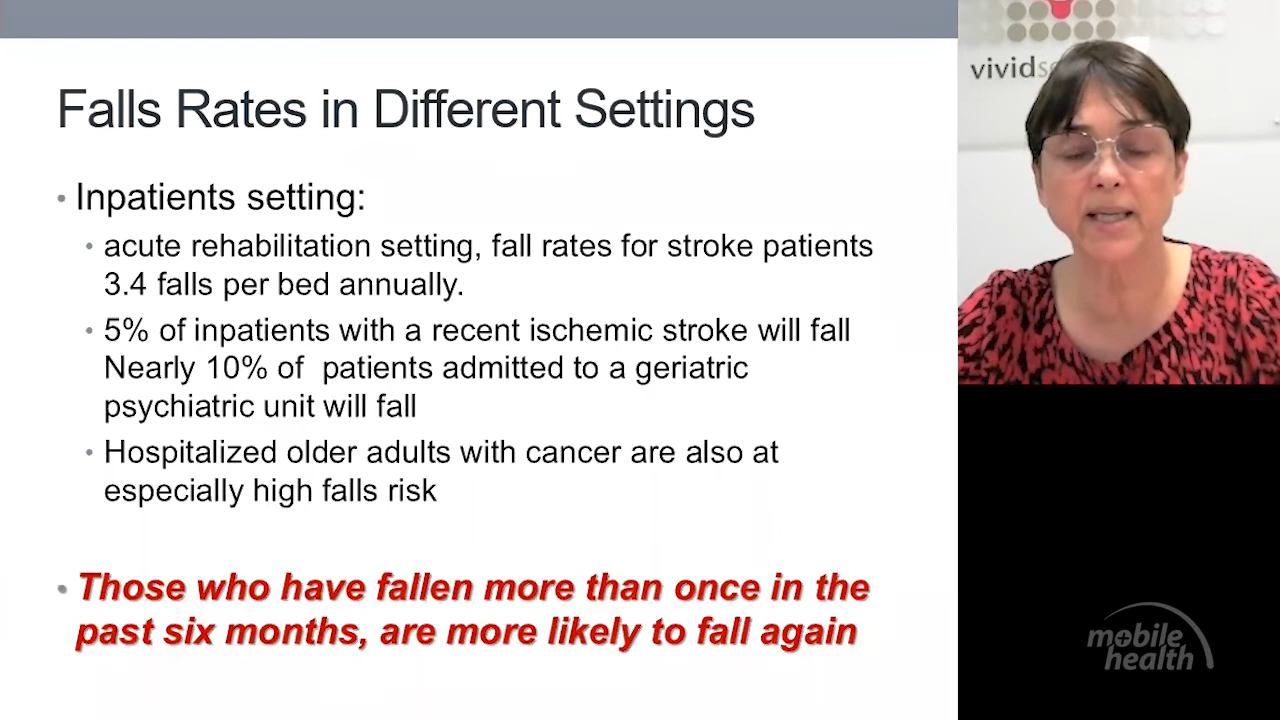 Falls Rates in Different Settings
• Inpatients setting:
• acute rehabilitation setting, fall rates for stroke patients
3.4 falls per bed annually.
• 5% of inpatients with a recent ischemic stroke will fall
Nearly 10% of  patients admitted to a geriatric
psychiatric unit will fall
• Hospitalized older adults with cancer are also at
especially high falls risk
• Those who have fallen more than once in the
past six months, are more likely to fall again
mobile
health